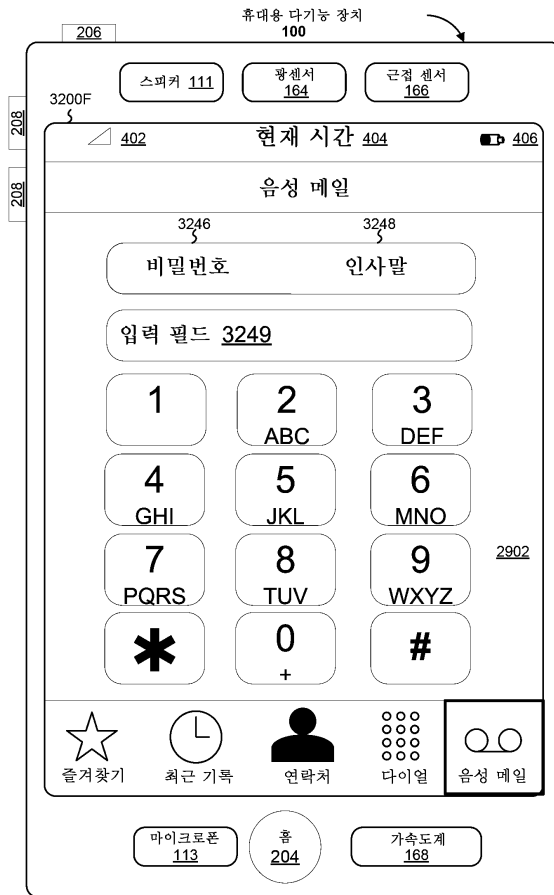 휴대용 다기능 장치
100
206
스피커 111
광센서
164
근접 센서
166
3200F
208
208
402
현재 시간 404
406
음성 메일
3246
3248
비밀번호
인사말
입력 필드 3249
1
2
ABC
3
DEF
4
GHI
5
JKL
6
MNO
7
PQRS
8
TUV
9
WXYZ
2902
*
0
+
#
즐겨찾기
최근 기록
연락처
다이얼
음성 메일
마이크로폰
113
홈
204
가속도계
168